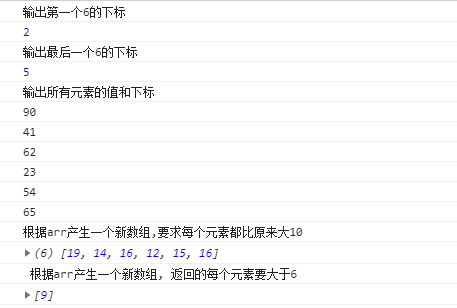 输出第一个6的下标
2
输出最后一个6的下标
5
输出所有元素的值和下标
90
41
62
23
54
65
根据arr产生一个新数组,要求每个元素都比原来大10
▶(6) [19, 14, 16, 12, 15, 16]
根据arr产生一个新数组, 返回的每个元素要大于6
▶[9]